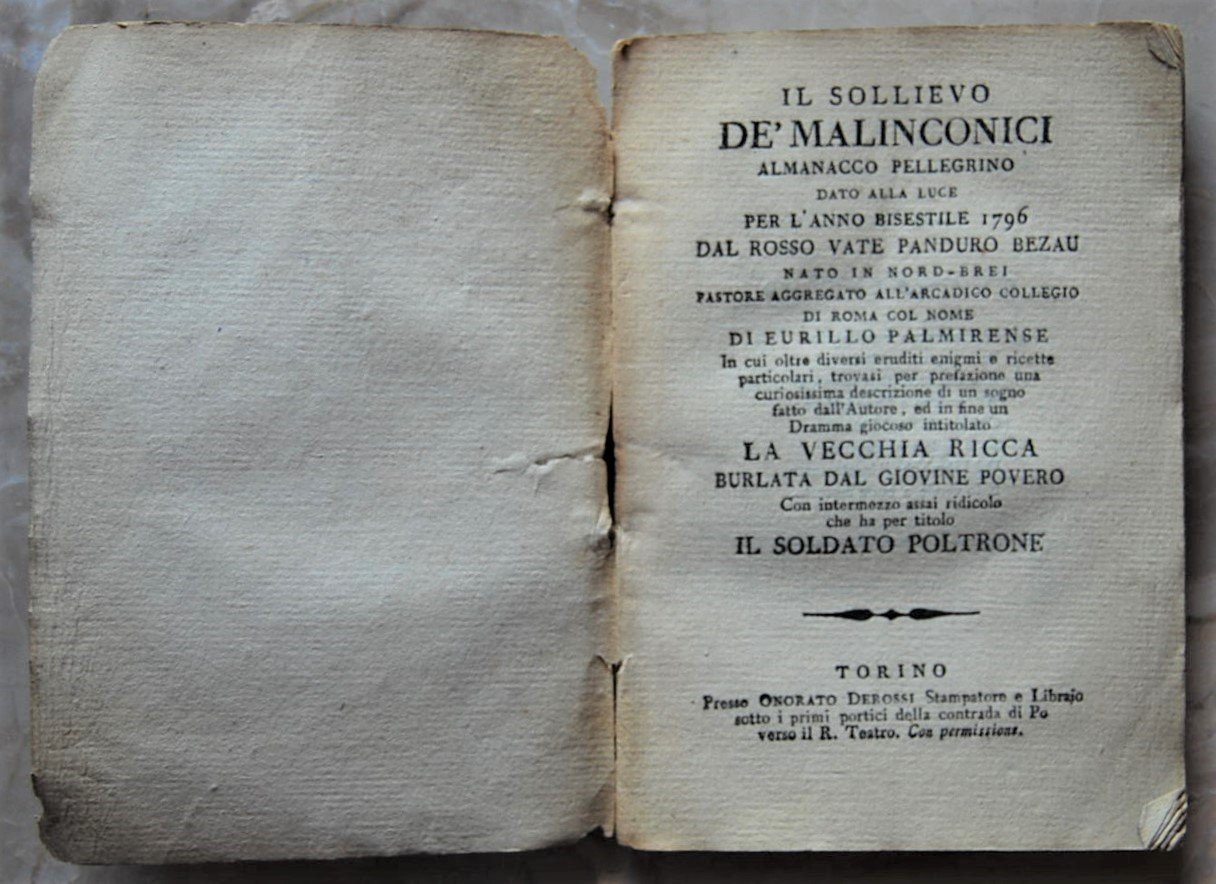 IL SOLLIEVO
DE' MALINCONICI
ALMANACCO PELLEGRINO
DATO ALLA LUCE
PER L'ANNO BISESTILE 1796
DAL ROSSO VATE PANDURO BEZAU
NATO IN NORD-BREI
PASTORE AGGREGATO ALL'ARCADICO COLLEGIO
DI ROMA COL NOME
DI EURILLO PALMIRENSE
In cui oltre diversi eruditi enigmi e ricette
particolari, trovasi per prefazione una
curiosissima descrizione di un sogno
fatto dall'Autore, ed in fine un
Dramma giocoso intitolato
LA VECCHIA RICCA
BURLATA DAL GIOVINE POVERO
Con intermezzo assai ridicolo
che ha per titolo
IL SOLDATO POLTRONE
TORINO
Presso ONORATO DEROSSI Stampatore e Librajo
sotto i primi portici della contrada di Po
verso il R. Teatro. Con permissione.